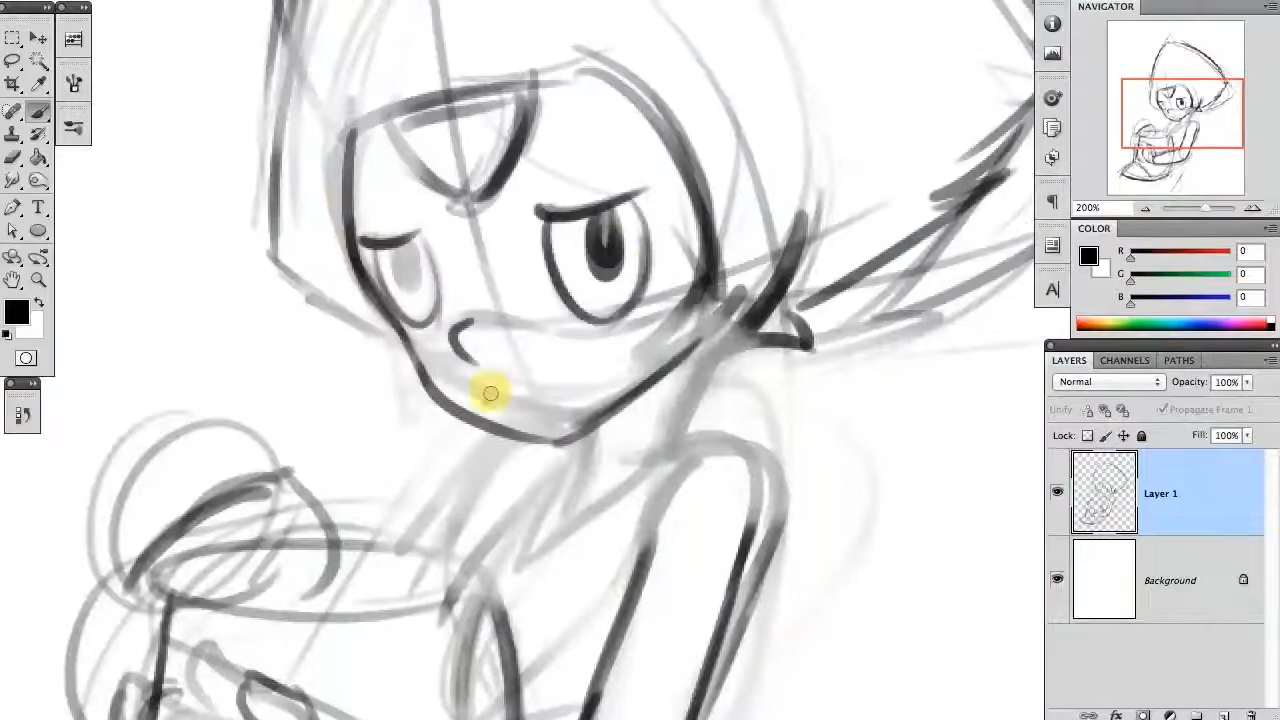 NAVIGATOR
200%
COLOR
R 0
G 0
B 0
LAYERS CHANNELS PATHS
Normal Opacity: 100%
Unify Propagate Frame 1
Lock: Fill: 100%
Layer 1
Background